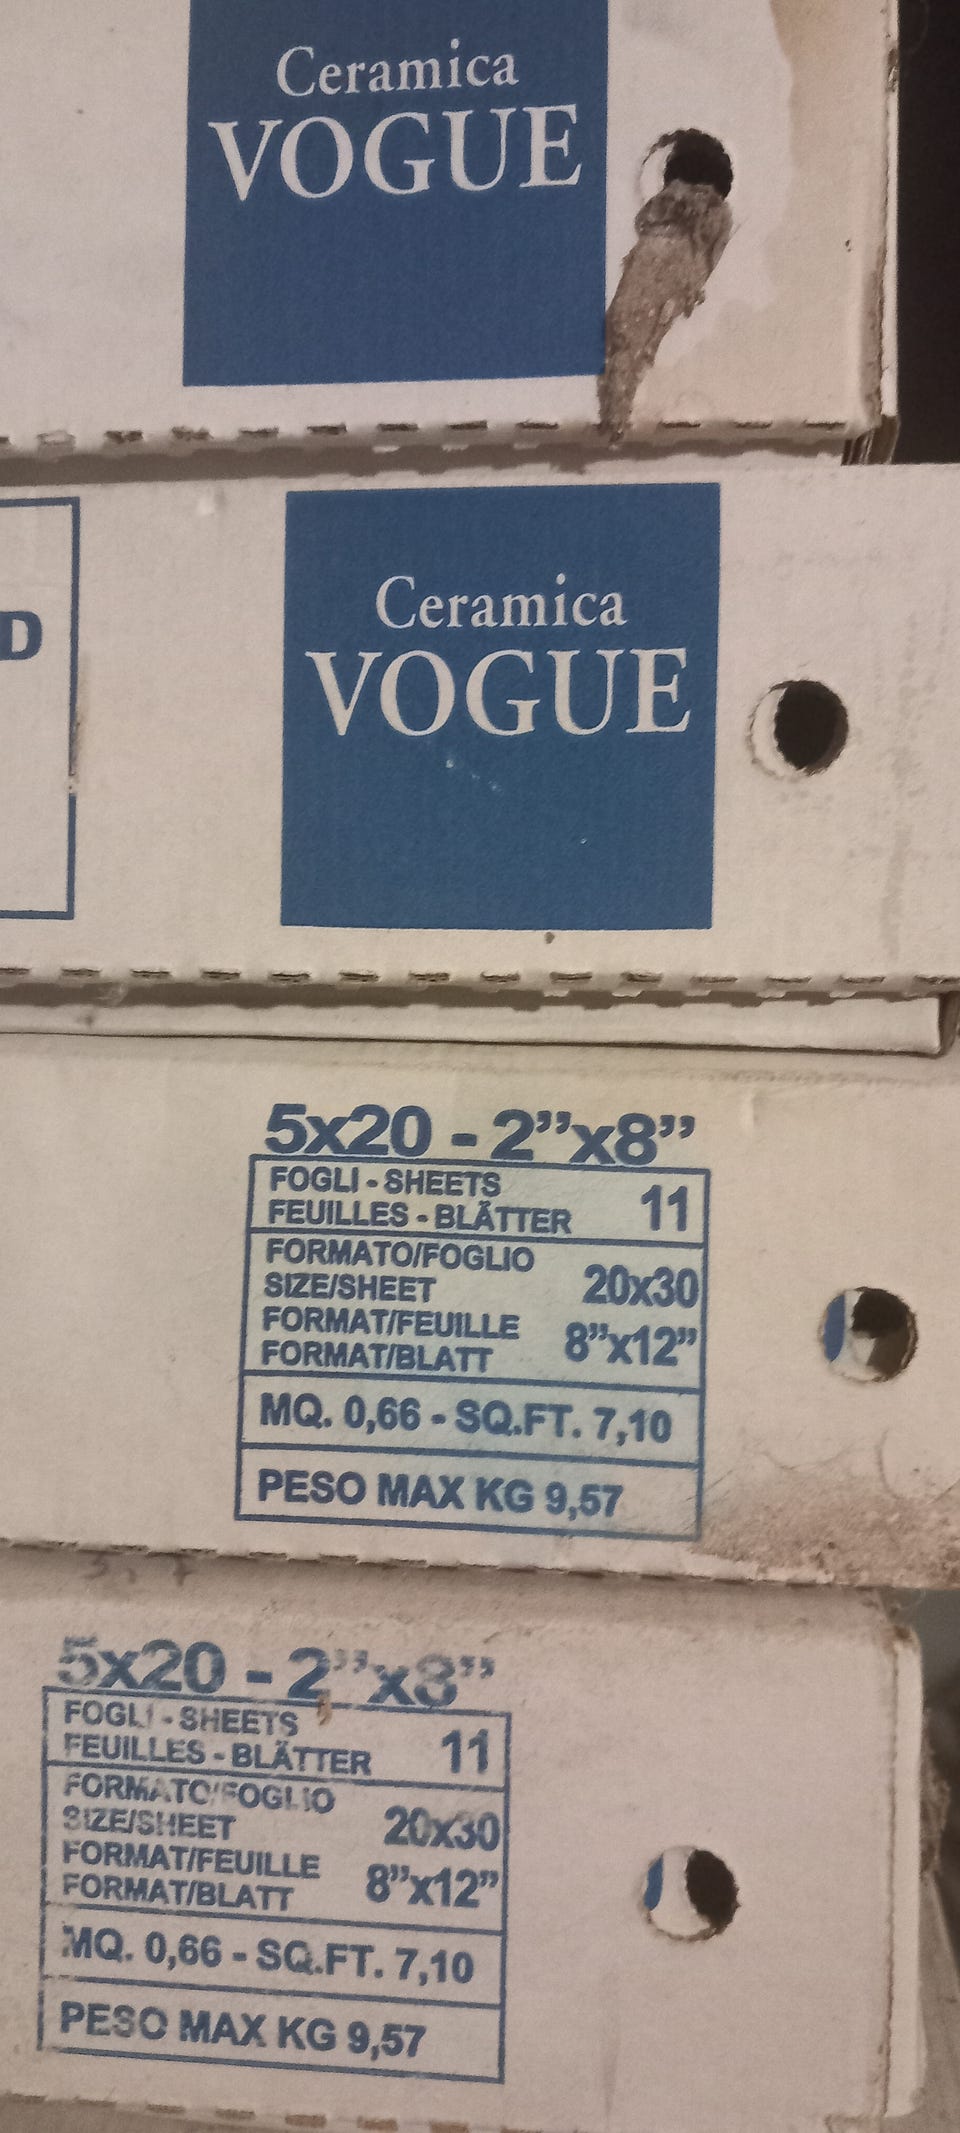 Ceramica
VOGUE
D
Ceramica
VOGUE
5x20 - 2”x8”
FOGLI - SHEETS
FEUILLES - BLÄTTER 11
FORMATO/FOGLIO
SIZE/SHEET 20x30
FORMAT/FEUILLE
FORMAT/BLATT 8”x12”
MQ. 0,66 - SQ.FT. 7,10
PESO MAX KG 9,57
5x20 - 2”x8”
FOGLI - SHEETS
FEUILLES - BLÄTTER 11
FORMATO/FOGLIO
SIZE/SHEET 20x30
FORMAT/FEUILLE
FORMAT/BLATT 8”x12”
MQ. 0,66 - SQ.FT. 7,10
PESO MAX KG 9,57